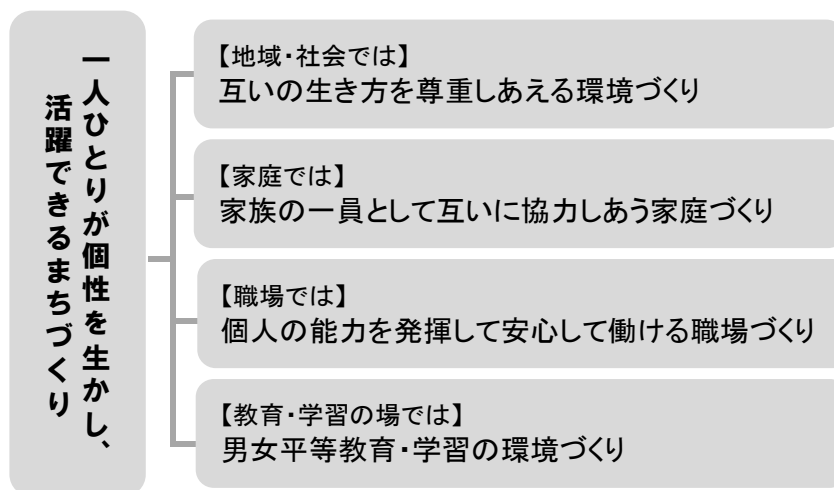 一人ひとりが個性を生かし、
活躍できるまちづくり
【地域・社会では】
互いの生き方を尊重しあえる環境づくり
【家庭では】
家族の一員として互いに協力しあう家庭づくり
【職場では】
個人の能力を発揮して安心して働ける職場づくり
【教育・学習の場では】
男女平等教育・学習の環境づくり